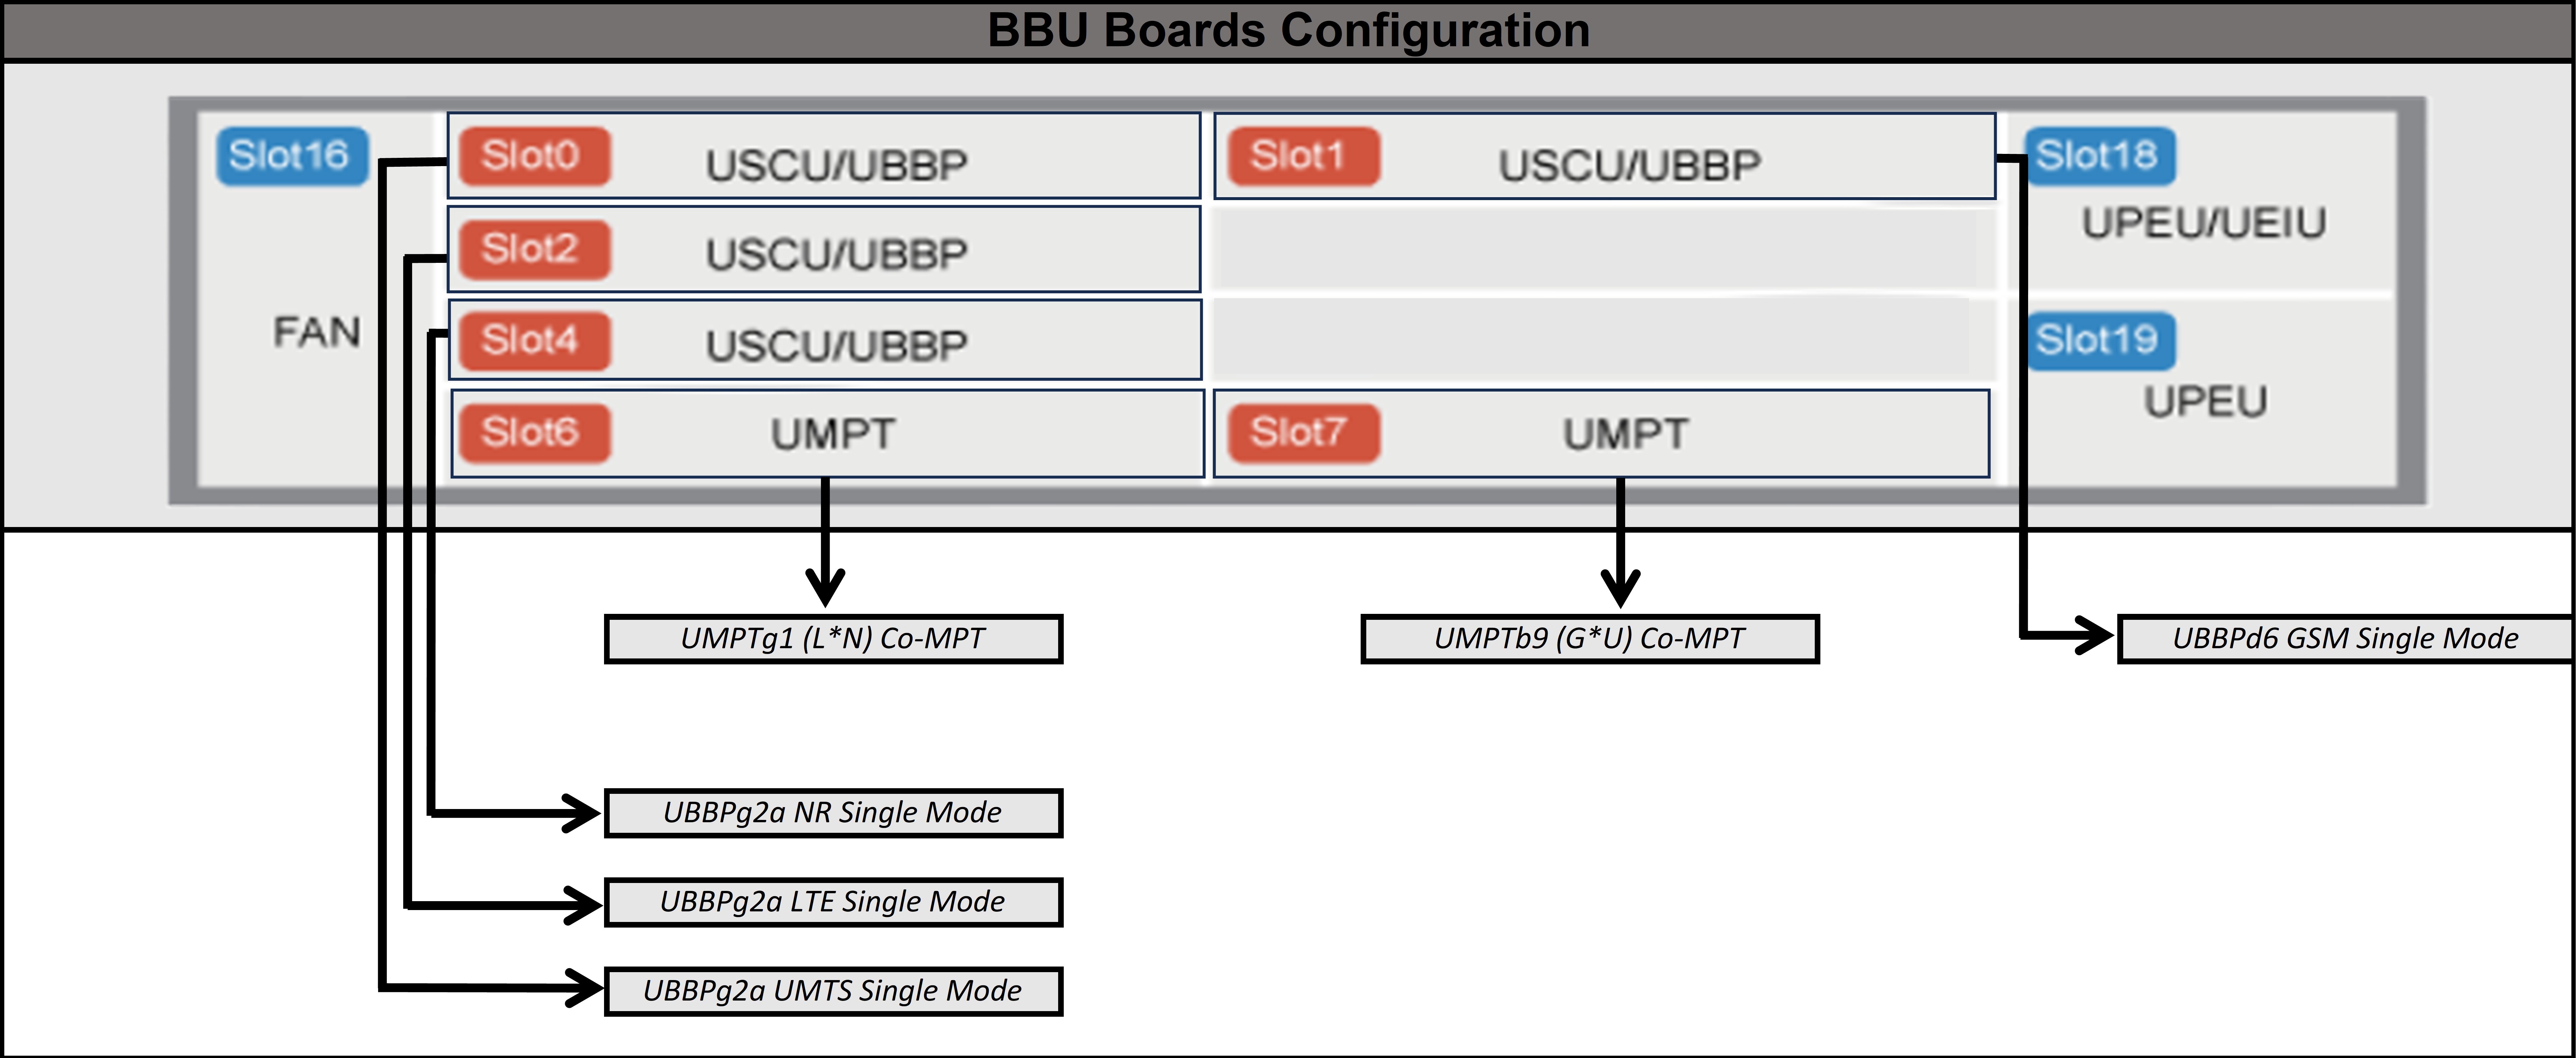 BBU Boards Configuration
Slot16
Slot0 USCU/UBBP
Slot1 USCU/UBBP
Slot18
UPEU/UEIU
Slot2 USCU/UBBP
FAN
Slot4 USCU/UBBP
Slot19
UPEU
Slot6 UMPT
Slot7 UMPT
UMPTg1 (L*N) Co-MPT
UMPTb9 (G*U) Co-MPT
UBBPd6 GSM Single Mode
UBBPg2a NR Single Mode
UBBPg2a LTE Single Mode
UBBPg2a UMTS Single Mode